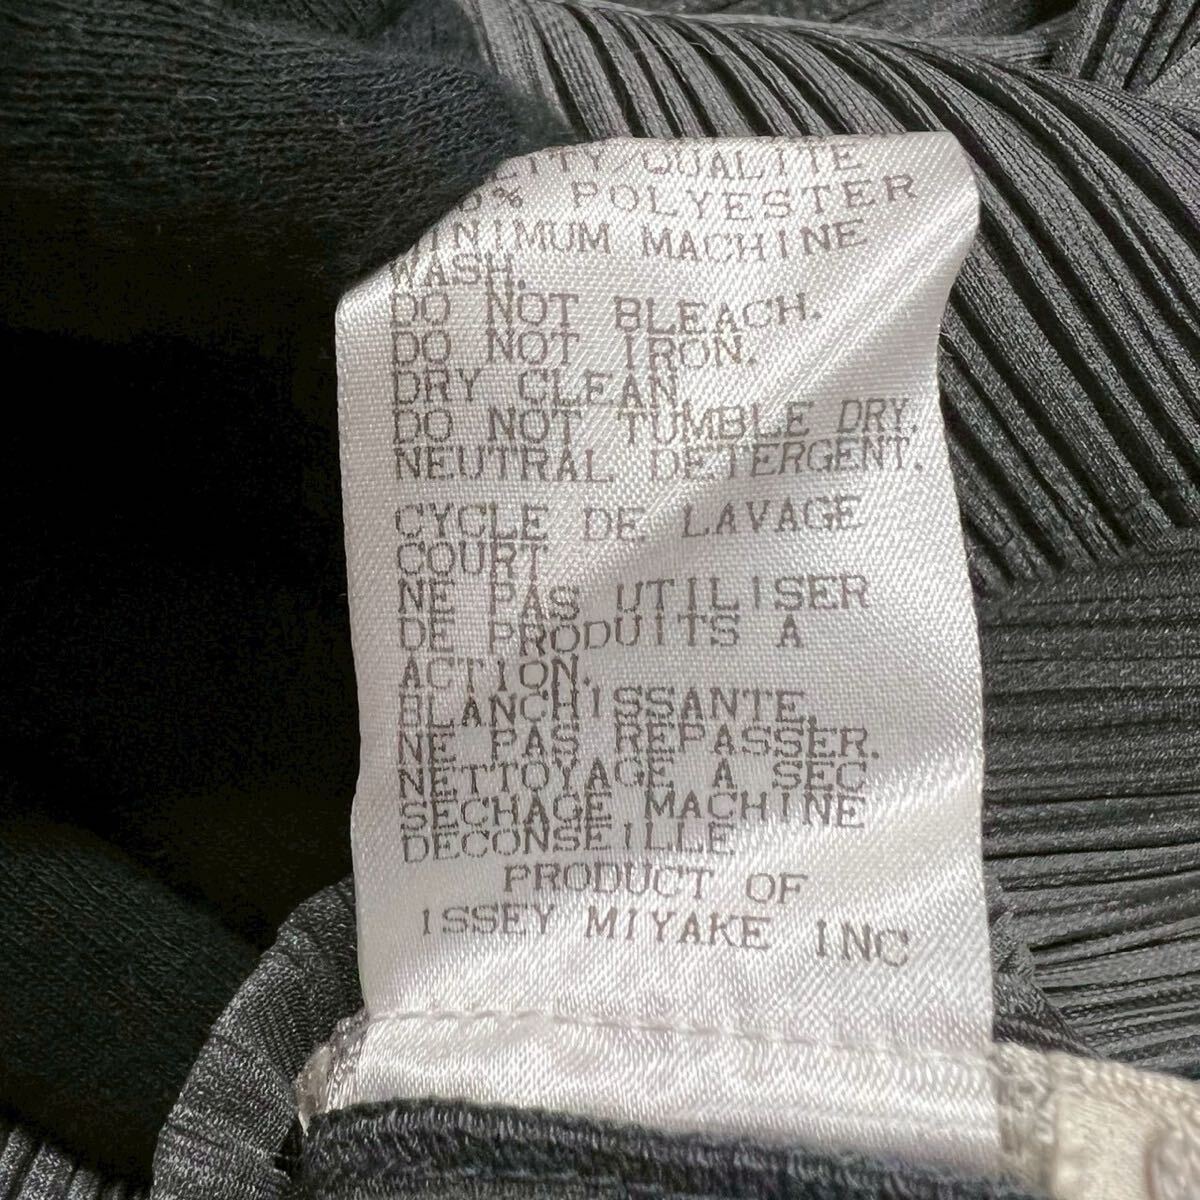 QUALITE
% POLYESTER
MINIMUM MACHINE
WASH.
DO NOT BLEACH.
DO NOT IRON.
DRY CLEAN
DO NOT TUMBLE DRY.
NEUTRAL DETERGENT.
CYCLE DE LAVAGE
COURT
NE PAS UTILISER
DE PRODUITS A
ACTION.
BLANCHISSANTE.
NE PAS REPASSER.
NETTOYAGE A SEC
SECHAGE MACHINE
DECONSEILLE
PRODUCT OF
ISSEY MIYAKE INC